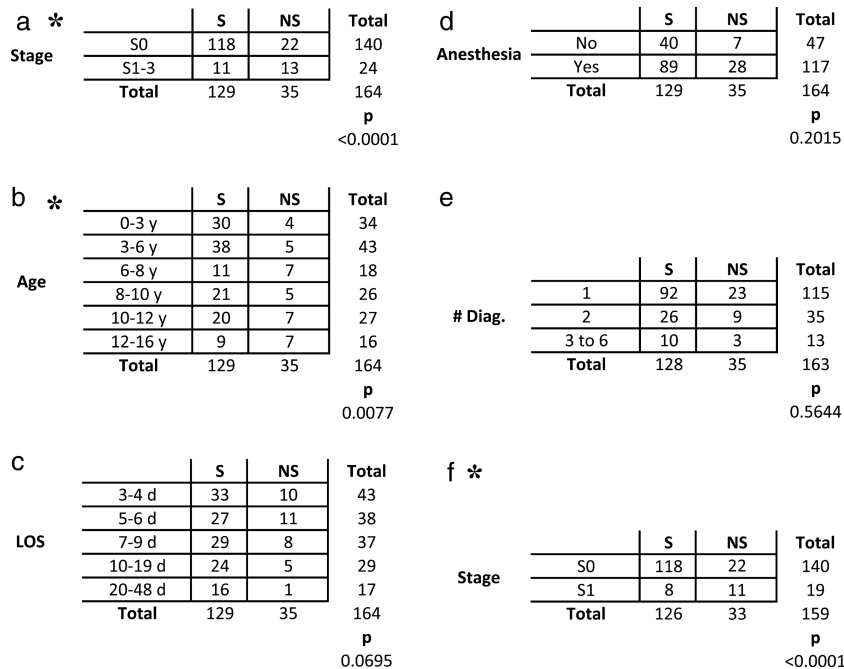 a *
S NS Total
Stage
S0 118 22 140
S1-3 11 13 24
Total 129 35 164
p
<0.0001
b *
S NS Total
0-3 y 30 4 34
3-6 y 38 5 43
6-8 y 11 7 18
Age
8-10 y 21 5 26
10-12 y 20 7 27
12-16 y 9 7 16
Total 129 35 164
p
0.0077
c
S NS Total
3-4 d 33 10 43
5-6 d 27 11 38
LOS 7-9 d 29 8 37
10-19 d 24 5 29
20-48 d 16 1 17
Total 129 35 164
p
0.0695
d
S NS Total
Anesthesia
No 40 7 47
Yes 89 28 117
Total 129 35 164
p
0.2015
e
S NS Total
1 92 23 115
# Diag. 2 26 9 35
3 to 6 10 3 13
Total 128 35 163
p
0.5644
f *
S NS Total
Stage
S0 118 22 140
S1 8 11 19
Total 126 33 159
p
<0.0001